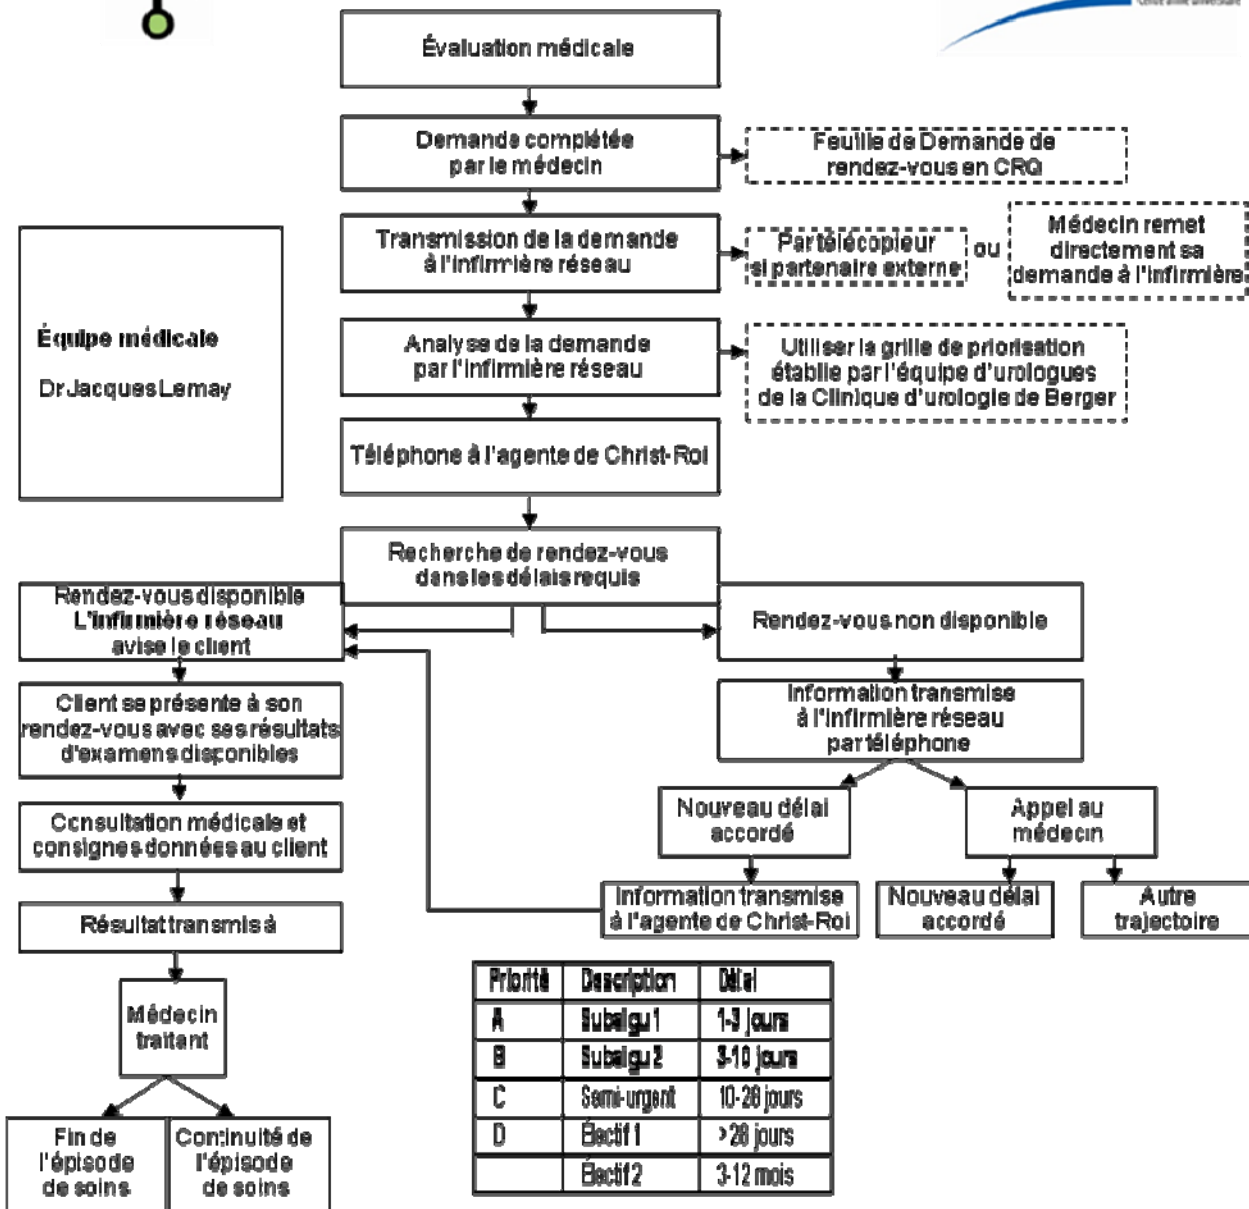 Évaluation médicale
Demande complétée
par le médecin
Feuille de Demande de
rendez-vous en CRQ
Transmission de la demande
à l'infirmière réseau
Par télécopieur
si partenaire externe
ou
Médecin remet
directement sa
demande à l'infirmière
Équipe médicale
Dr Jacques Lemay
Analyse de la demande
par l'infirmière réseau
Utiliser la grille de priorisation
établie par l'équipe d'urologues
de la Clinique d'urologie de Berger
Téléphone à l'agente de Christ-Roi
Recherche de rendez-vous
dans les délais requis
Rendez-vous disponible
L'infirmière réseau
avise le client
Rendez-vous non disponible
Client se présente à son
rendez-vous avec ses résultats
d'examens disponibles
Information transmise
à l'infirmière réseau
par téléphone
Consultation médicale et
consignes données au client
Nouveau délai
accordé
Appel au
médecin
Information transmise
à l'agente de Christ-Roi
Nouveau délai
accordé
Autre
trajectoire
Résultat transmis à
Médecin
traitant
Fin de
l'épisode
de soins
Continuité de
l'épisode
de soins
Priorité Description Délai
A Subaigu 1 1-3 jours
B Subaigu 2 3-10 jours
C Semi-urgent 10-28 jours
D Électif 1 > 28 jours
Électif 2 3-12 mois